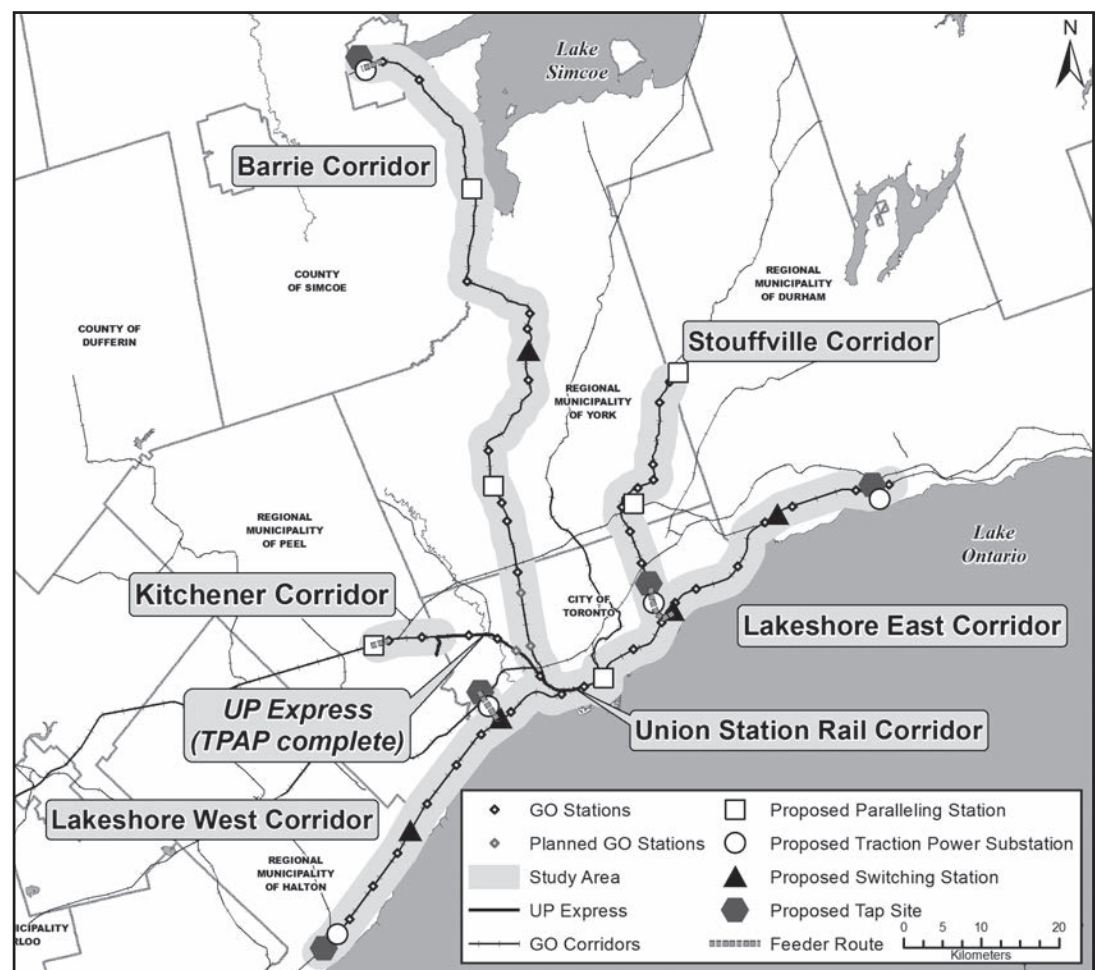 N
Lake
Simcoe
Barrie Corridor
COUNTY
OF SIMCOE
REGIONAL
MUNICIPALITY
OF DURHAM
COUNTY OF
DUFFERIN
Stouffville Corridor
REGIONAL
MUNICIPALITY
OF YORK
REGIONAL
MUNICIPALITY
OF PEEL
Lake
Ontario
Kitchener Corridor
CITY OF
TORONTO
Lakeshore East Corridor
UP Express
(TPAP complete)
Union Station Rail Corridor
Lakeshore West Corridor
REGIONAL
MUNICIPALITY
OF HALTON
ICIPALITY
RLOO
GO Stations
Planned GO Stations
Study Area
UP Express
GO Corridors
Proposed Paralleling Station
Proposed Traction Power Substation
Proposed Switching Station
Proposed Tap Site
Feeder Route
0 5 10 20
Kilometers